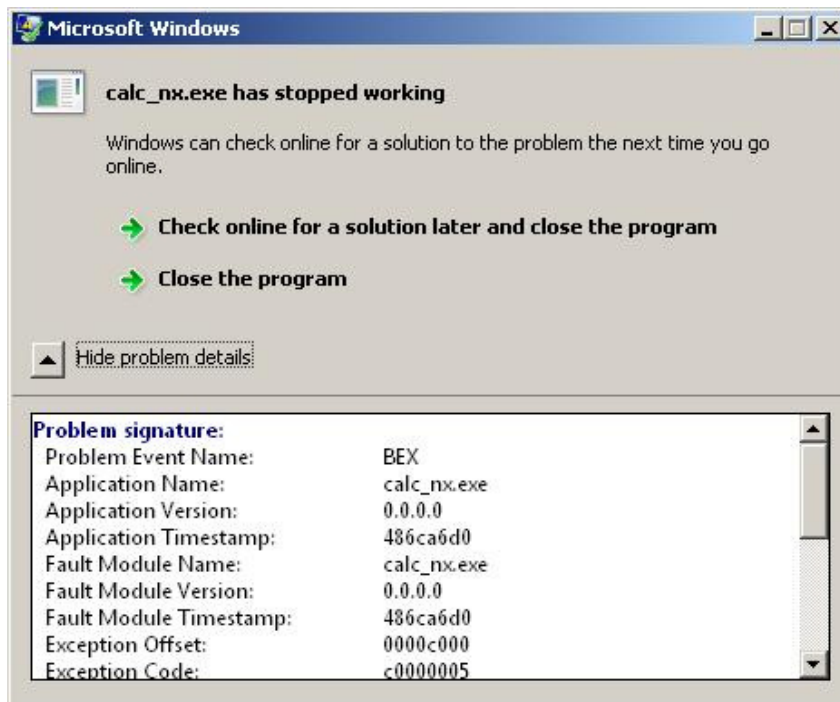 Microsoft Windows
calc_nx.exe has stopped working
Windows can check online for a solution to the problem the next time you go
online.
Check online for a solution later and close the program
Close the program
Hide problem details
Problem signature:
Problem Event Name: BEX
Application Name: calc_nx.exe
Application Version: 0.0.0.0
Application Timestamp: 486ca6d0
Fault Module Name: calc_nx.exe
Fault Module Version: 0.0.0.0
Fault Module Timestamp: 486ca6d0
Exception Offset: 0000c000
Exception Code: c0000005